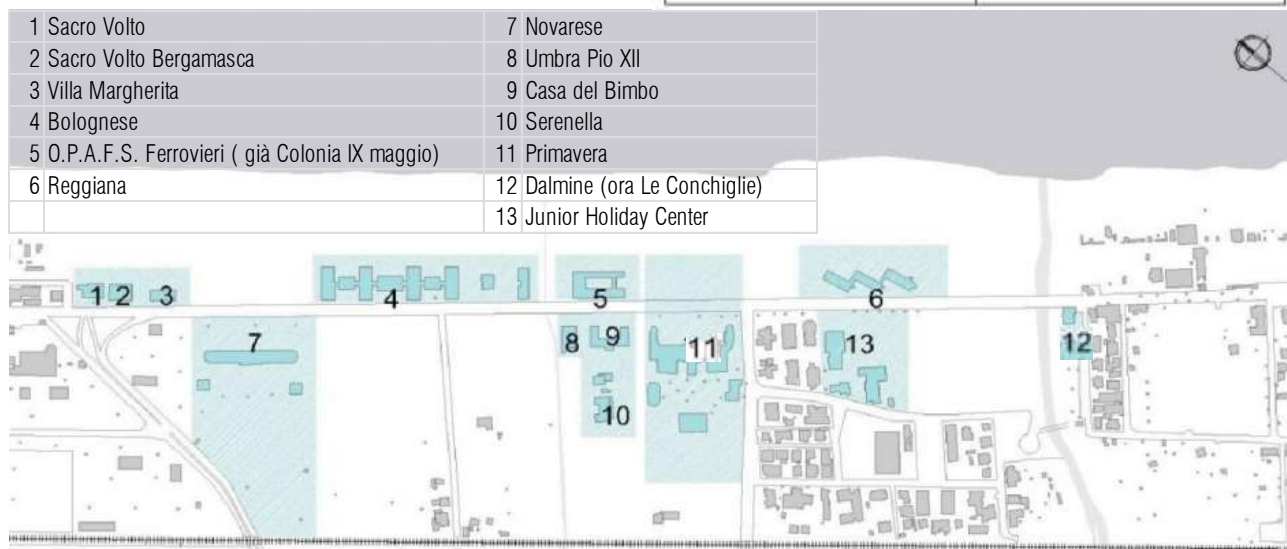 1 Sacro Volto
2 Sacro Volto Bergamasca
3 Villa Margherita
4 Bolognese
5 O.P.A.F.S. Ferrovieri ( già Colonia IX maggio)
6 Reggiana
7 Novarese
8 Umbra Pio XII
9 Casa del Bimbo
10 Serenella
11 Primavera
12 Dalmine (ora Le Conchiglie)
13 Junior Holiday Center
1 2 3
4
5
6
7
8
9
11
13
12
10